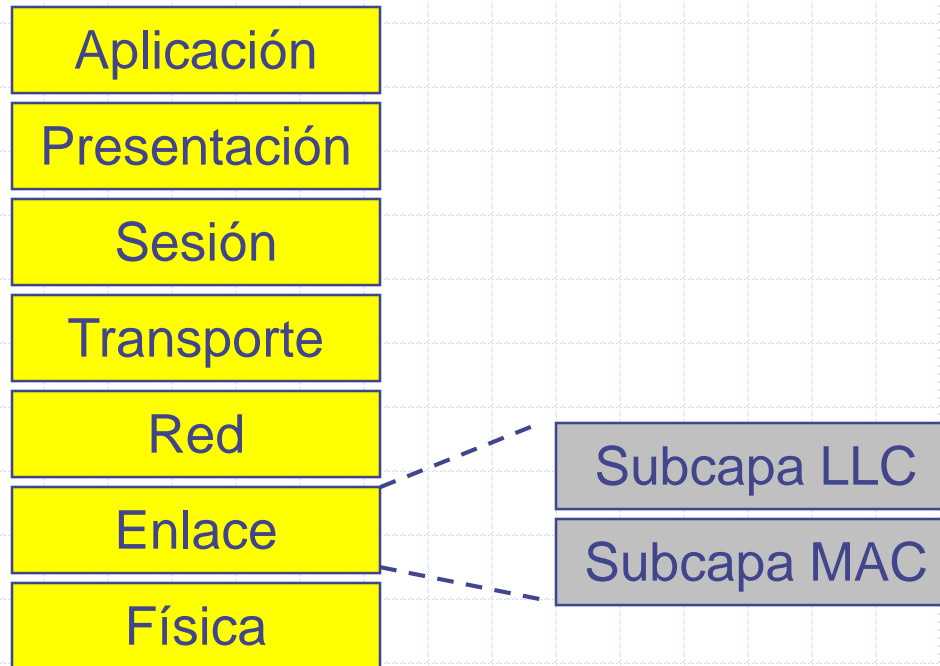 Aplicación
Presentación
Sesión
Transporte
Red
Enlace
Física
Subcapa LLC
Subcapa MAC